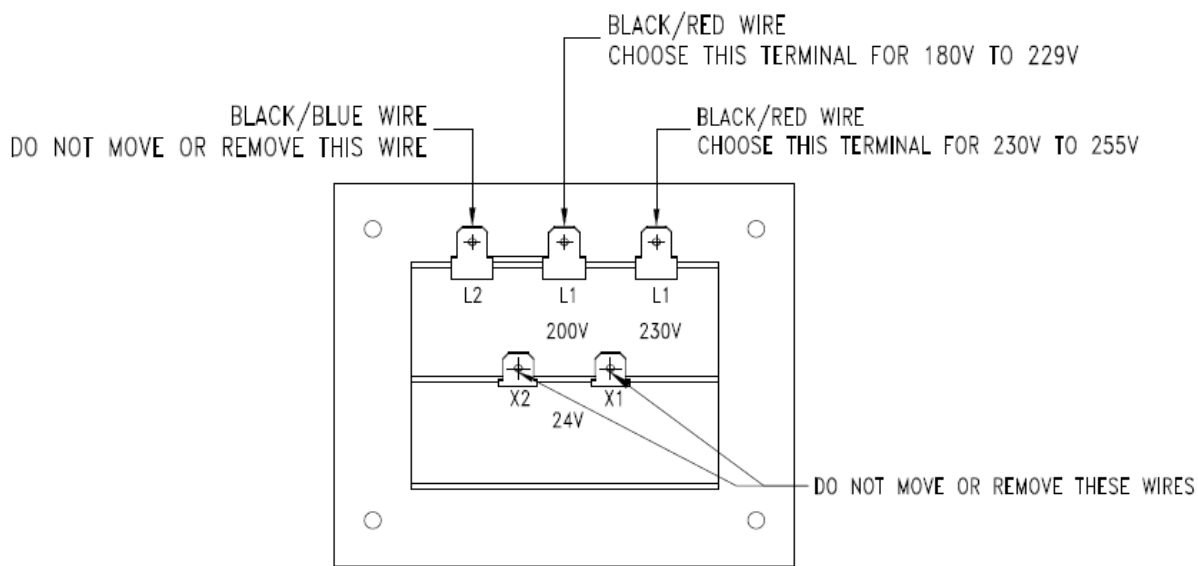 BLACK/RED WIRE
CHOOSE THIS TERMINAL FOR 180V TO 229V
BLACK/BLUE WIRE
DO NOT MOVE OR REMOVE THIS WIRE
BLACK/RED WIRE
CHOOSE THIS TERMINAL FOR 230V TO 255V
L2 L1 L1
200V 230V
X2 X1
24V
DO NOT MOVE OR REMOVE THESE WIRES